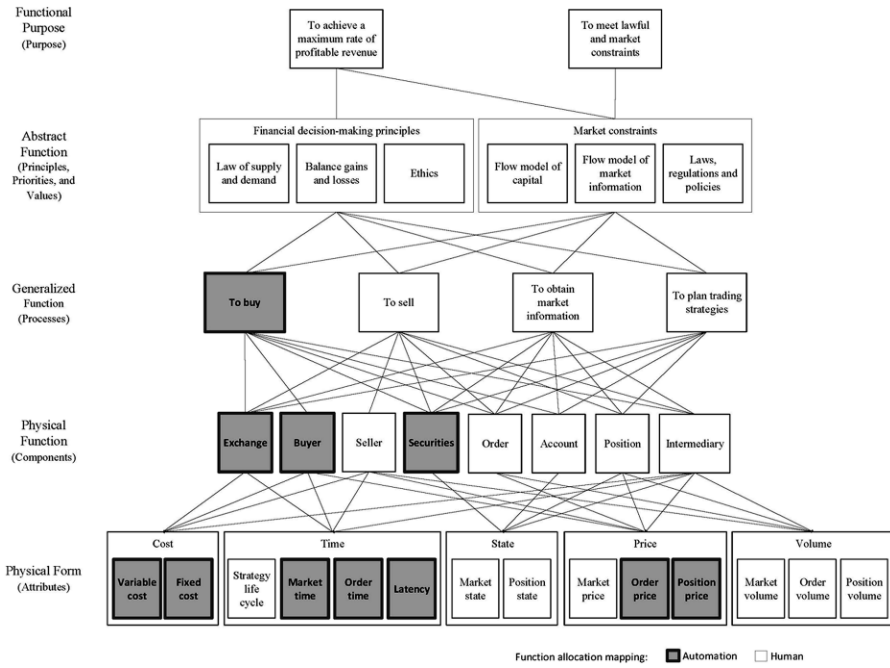 Functional
Purpose
(Purpose)
To achieve a
maximum rate of
profitable revenue
To meet lawful
and market
constraints
Abstract
Function
(Principles,
Priorities, and
Values)
Financial decision-making principles
Law of supply
and demand
Balance gains
and losses
Ethics
Market constraints
Flow model of
capital
Flow model of
market
information
Laws,
regulations and
policies
Generalized
Function
(Processes)
To buy
To sell
To obtain
market
information
To plan trading
strategies
Physical
Function
(Components)
Exchange
Buyer
Seller
Securities
Order
Account
Position
Intermediary
Physical Form
(Attributes)
Cost
Variable
cost
Fixed
cost
Time
Strategy
life
cycle
Market
time
Order
time
Latency
State
Market
state
Position
state
Price
Market
price
Order
price
Position
price
Volume
Market
volume
Order
volume
Position
volume
Function allocation mapping:
Automation
Human